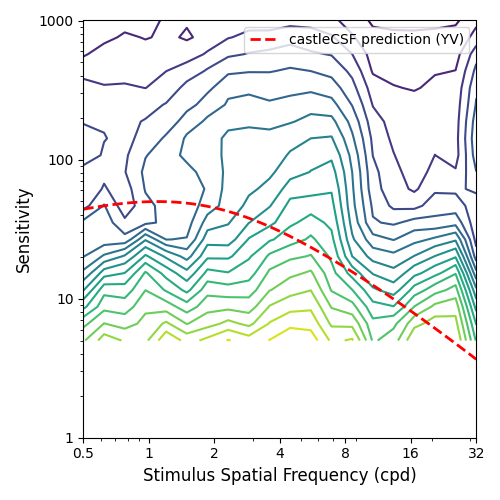 1000
castleCSF prediction (YV)
100
10
1
Sensitivity
0.5 1 2 4 8 16 32
Stimulus Spatial Frequency (cpd)